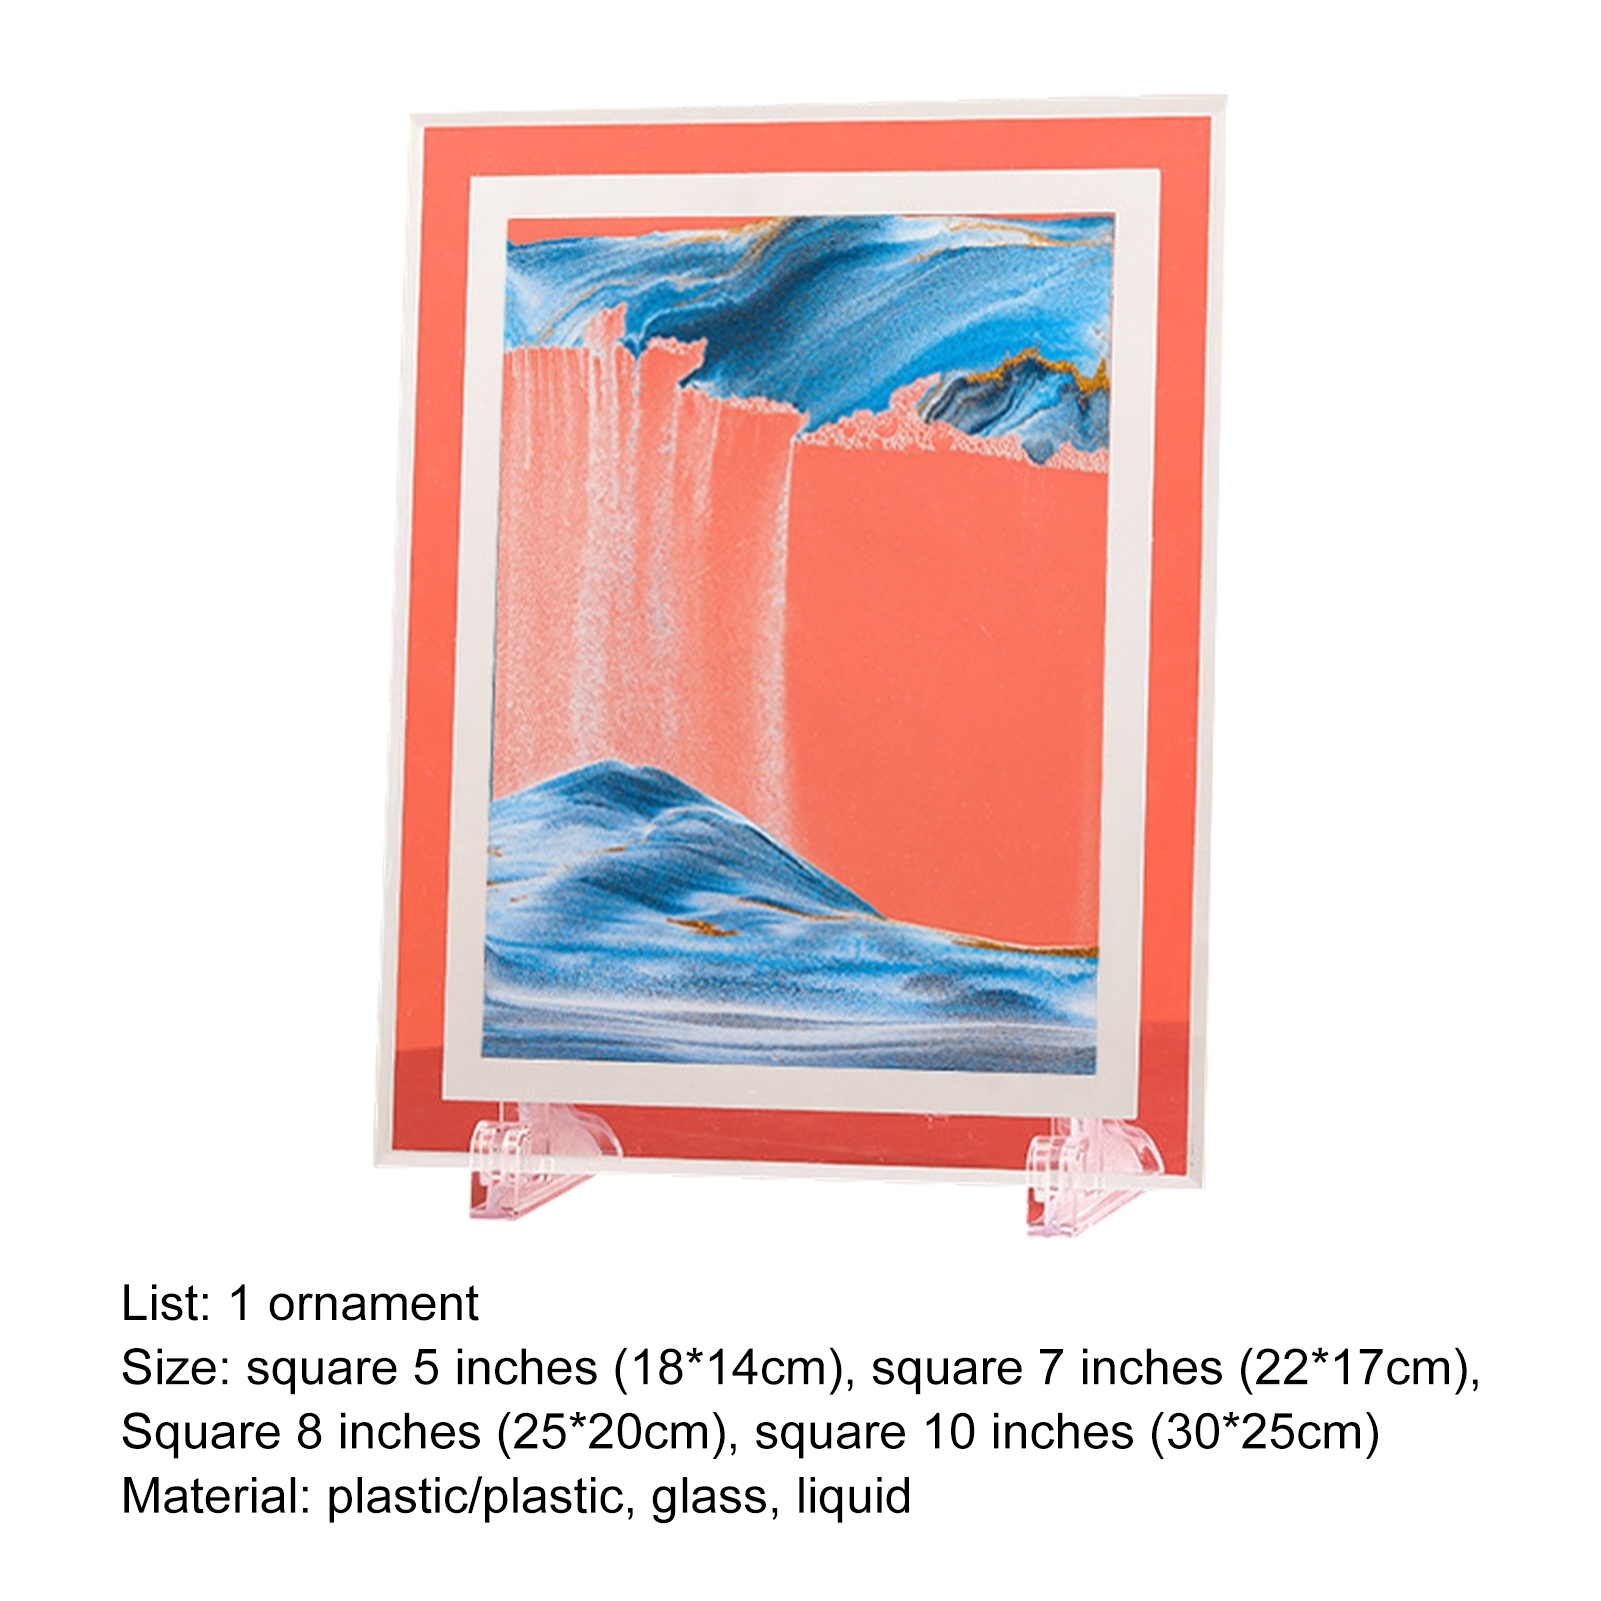 List: 1 ornament
Size: square 5 inches (18*14cm), square 7 inches (22*17cm),
Square 8 inches (25*20cm), square 10 inches (30*25cm)
Material: plastic/plastic, glass, liquid